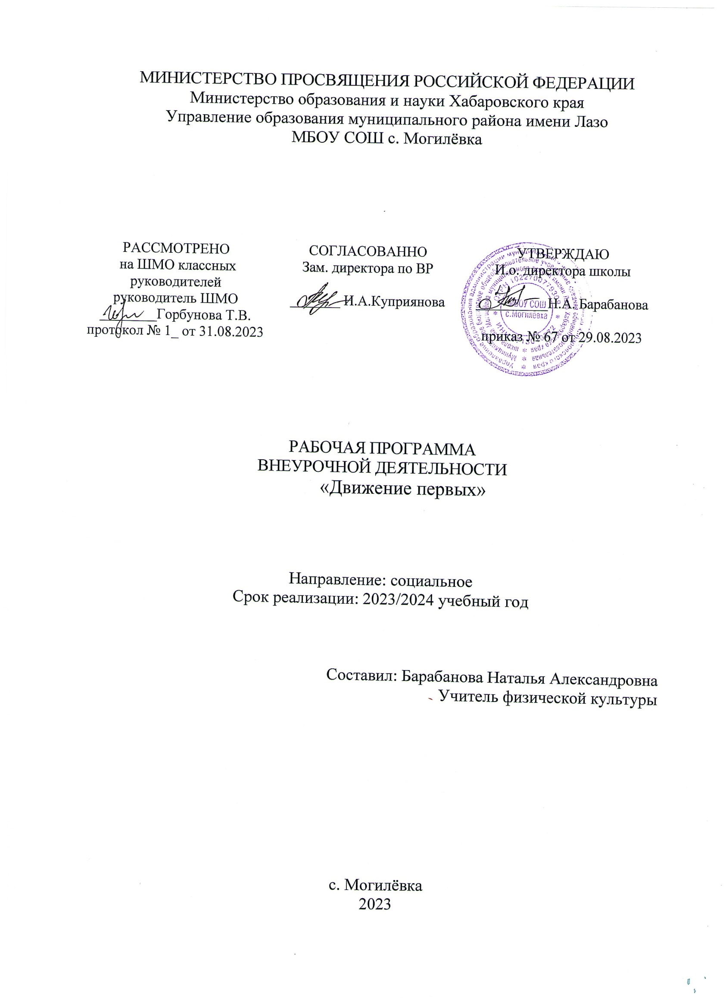 МИНИСТЕРСТВО ПРОСВЯЩЕНИЯ РОССИЙСКОЙ ФЕДЕРАЦИИ
Министерство образования и науки Хабаровского края
Управление образования муниципального района имени Лазо
МБОУ СОШ с. Могилёвка
РАССМОТРЕНО
на ШМО классных
руководителей
руководитель ШМО
Горбунова Т.В.
протокол № 1_ от 31.08.2023
СОГЛАСОВАННО
Зам. директора по ВР
И.А.Куприянова
УТВЕРЖДАЮ
И.о. директора школы
Н.А. Барабанова
приказ № 67 от 29.08.2023
МБОУ СОШ
с.Могилёвка
РАБОЧАЯ ПРОГРАММА
ВНЕУРОЧНОЙ ДЕЯТЕЛЬНОСТИ
«Движение первых»
Направление: социальное
Срок реализации: 2023/2024 учебный год
Составил: Барабанова Наталья Александровна
Учитель физической культуры
с. Могилёвка
2023